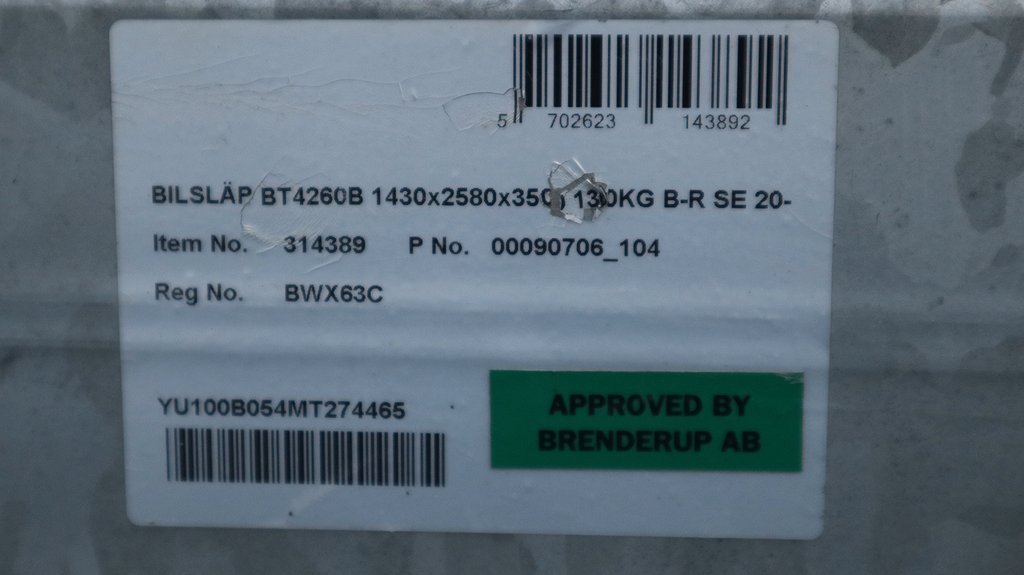 5 702623 143892
BILSLÄP BT4260B B-R SE 20-
Item No. 314389 P No. 00090706_104
Reg No. BWX63C
YU100B054MT274465
APPROVED BY
BRENDERUP AB